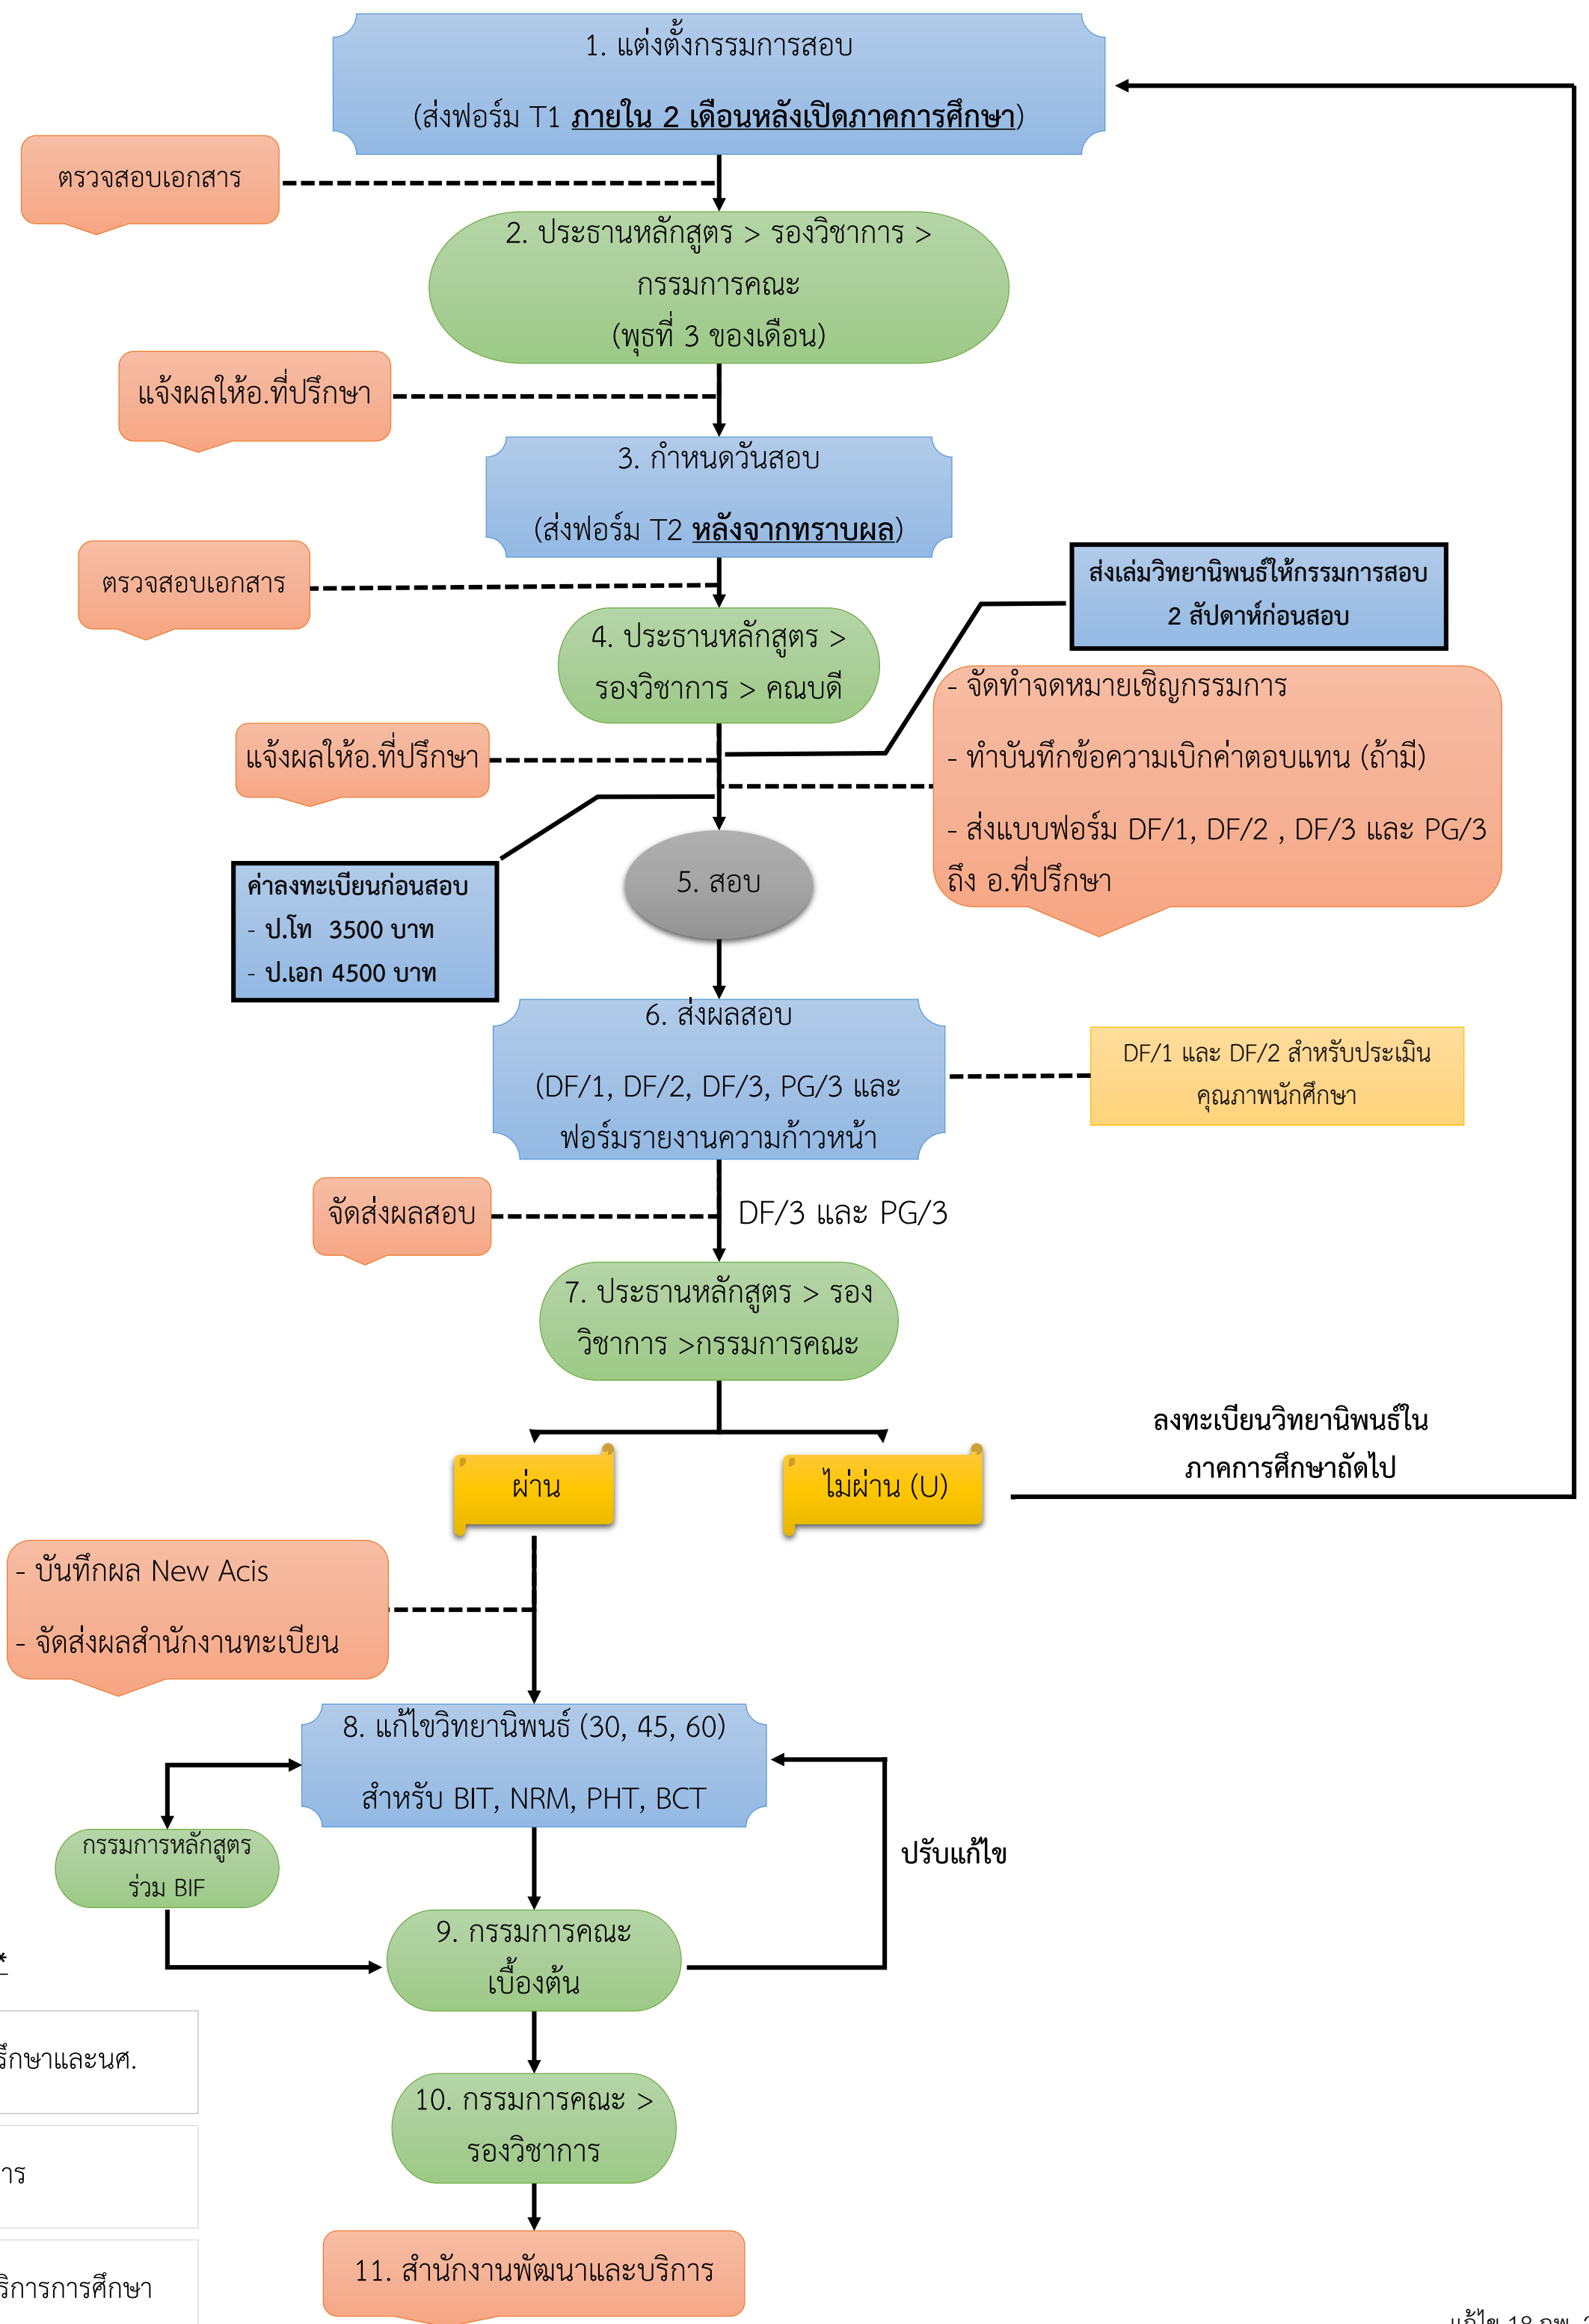 1. แต่งตั้งกรรมการสอบ
(ส่งฟอร์ม T1 ภายใน 2 เดือนหลังเปิดภาคการศึกษา)
ตรวจสอบเอกสาร
2. ประธานหลักสูตร > รองวิชาการ >
กรรมการคณะ
(พุธที่ 3 ของเดือน)
แจ้งผลให้อ.ที่ปรึกษา
3. กำหนดวันสอบ
(ส่งฟอร์ม T2 หลังจากทราบผล)
ตรวจสอบเอกสาร
ส่งเล่มวิทยานิพนธ์ให้กรรมการสอบ
2 สัปดาห์ก่อนสอบ
4. ประธานหลักสูตร >
รองวิชาการ > คณบดี
- จัดทำจดหมายเชิญกรรมการ
- ทำบันทึกข้อความเบิกค่าตอบแทน (ถ้ามี)
- ส่งแบบฟอร์ม DF/1, DF/2 , DF/3 และ PG/3
ถึง อ.ที่ปรึกษา
แจ้งผลให้อ.ที่ปรึกษา
ค่าลงทะเบียนก่อนสอบ
- ป.โท 3500 บาท
- ป.เอก 4500 บาท
5. สอบ
6. ส่งผลสอบ
(DF/1, DF/2, DF/3, PG/3 และ
ฟอร์มรายงานความก้าวหน้า
DF/1 และ DF/2 สำหรับประเมิน
คุณภาพนักศึกษา
จัดส่งผลสอบ
DF/3 และ PG/3
7. ประธานหลักสูตร > รอง
วิชาการ >กรรมการคณะ
ลงทะเบียนวิทยานิพนธ์ใน
ภาคการศึกษาถัดไป
ผ่าน
ไม่ผ่าน (U)
- บันทึกผล New Acis
- จัดส่งผลสำนักงานทะเบียน
8. แก้ไขวิทยานิพนธ์ (30, 45, 60)
สำหรับ BIT, NRM, PHT, BCT
กรรมการหลักสูตร
ร่วม BIF
ปรับแก้ไข
9. กรรมการคณะ
เบื้องต้น
*
รึกษาและนศ.
10. กรรมการคณะ >
รองวิชาการ
าร
11. สำนักงานพัฒนาและบริการ
ริการการศึกษา
แก้ไข 18 กพ.